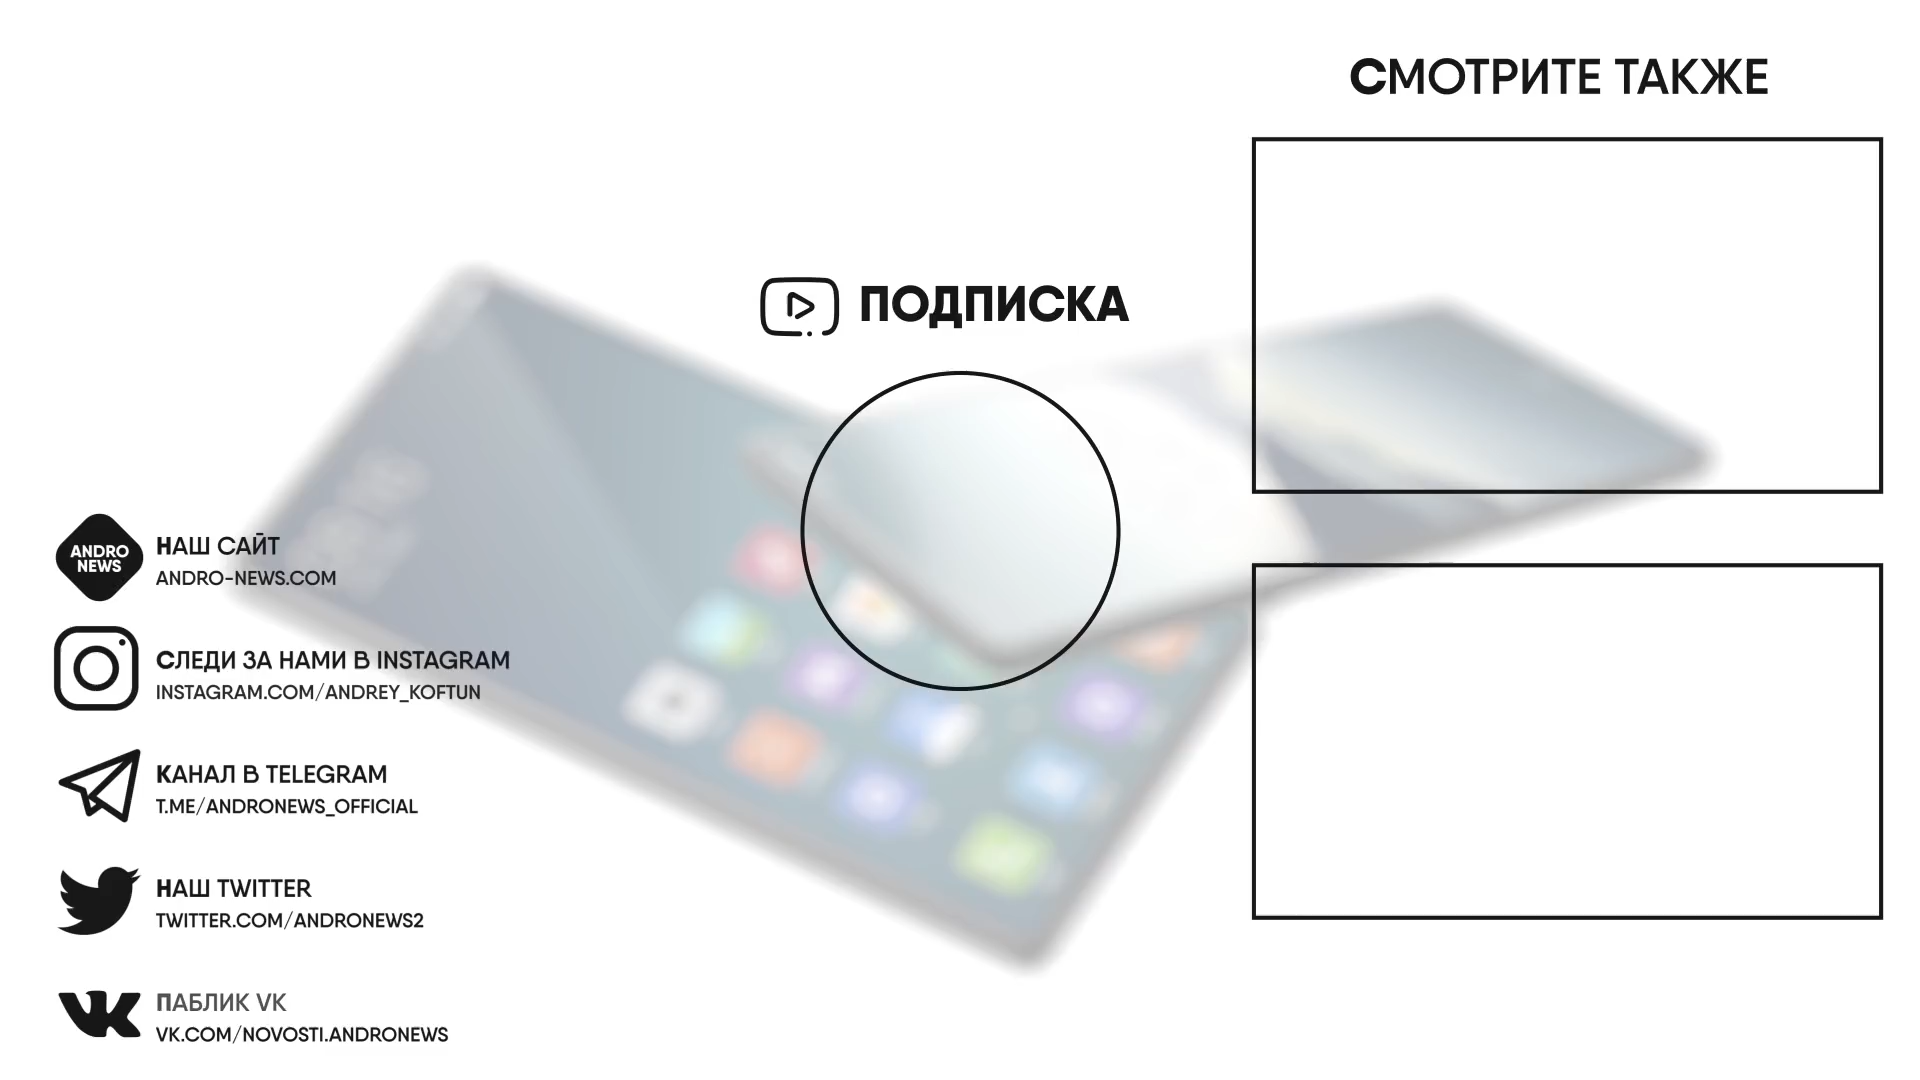 СМОТРИТЕ ТАКЖЕ
ПОДПИСКА
ANDRO
NEWS
НАШ САЙТ
ANDRO-NEWS.COM
СЛЕДИ ЗА НАМИ В INSTAGRAM
INSTAGRAM.COM/ANDREY_KOFTUN
КАНАЛ В TELEGRAM
T.ME/ANDRONEWS_OFFICIAL
НАШ TWITTER
TWITTER.COM/ANDRONEWS2
ПАБЛИК VK
VK.COM/NOVOSTI.ANDRONEWS